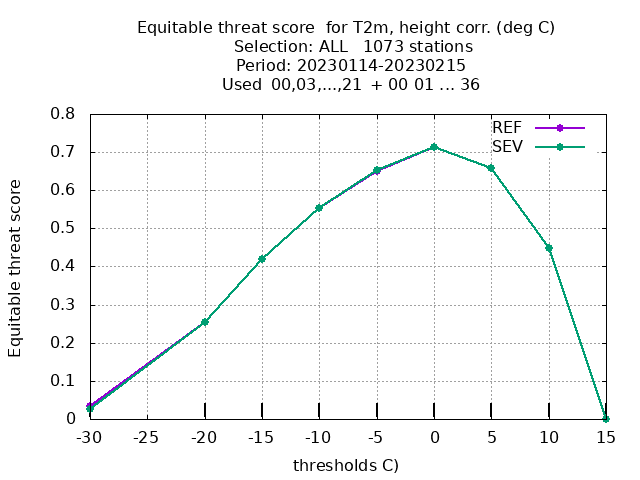 Equitable threat score  for T2m, height corr. (deg C)
Selection: ALL   1073 stations
Period: 20230114-20230215
Used  00,03,...,21  + 00 01 ... 36
REF
SEV
0.8
0.7
0.6
0.5
0.4
0.3
0.2
0.1
0
Equitable threat score
-30 -25 -20 -15 -10 -5 0 5 10 15
thresholds C)